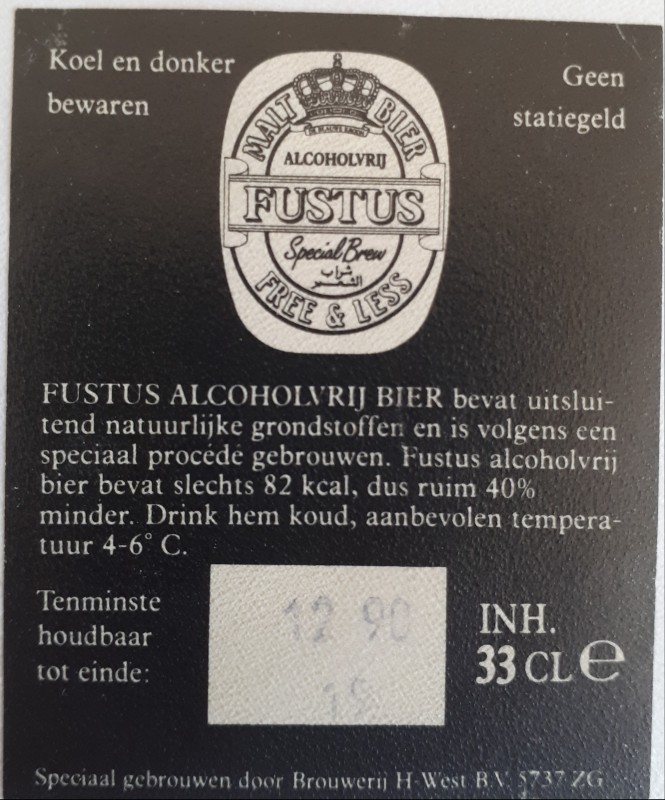 Koel en donker
bewaren
Geen
statiegeld
MALT BIER
ALCOHOLVRIJ
FUSTUS
Special Brew
شراب
الشعير
FREE & LESS
FUSTUS ALCOHOLVRIJ BIER bevat uitslui-
tend natuurlijke grondstoffen en is volgens een
speciaal procédé gebrouwen. Fustus alcoholvrij
bier bevat slechts 82 kcal, dus ruim 40%
minder. Drink hem koud, aanbevolen tempera-
tuur 4-6° C.
Tenminste
houdbaar
tot einde:
12 90
INH.
33 CL e
Speciaal gebrouwen door Brouwerij H-West B.V. 5737 ZG